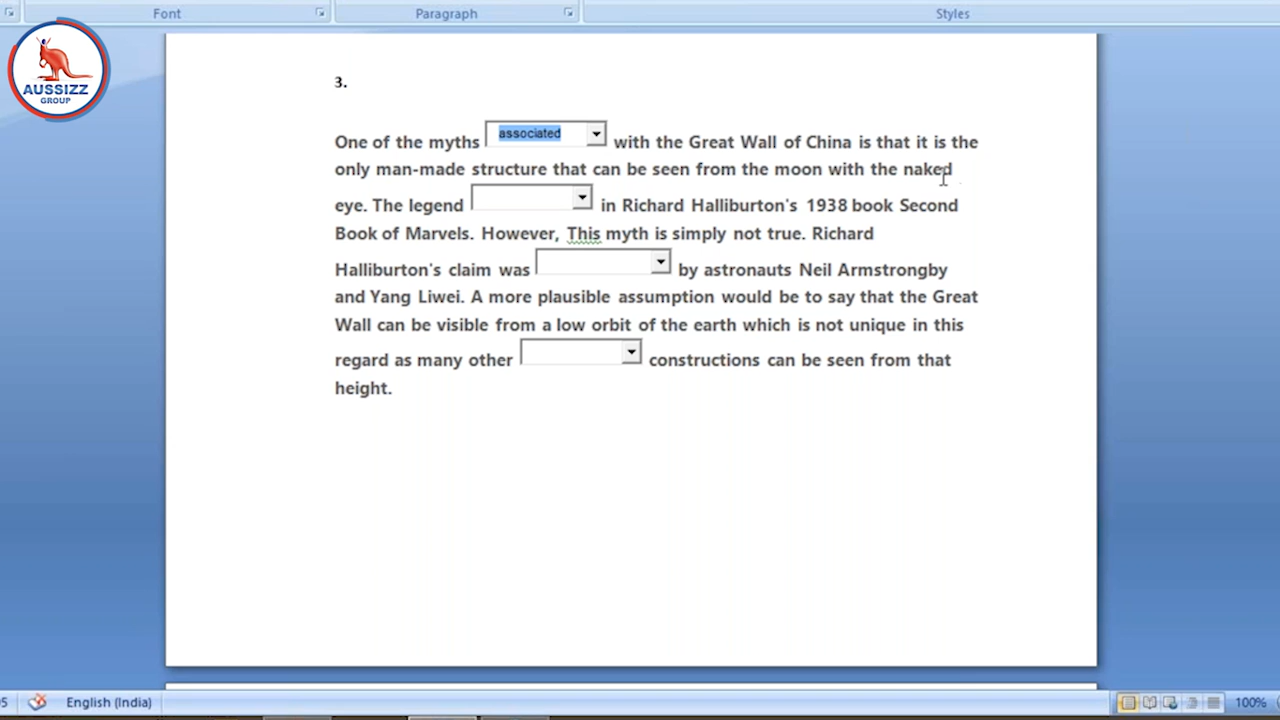 Font Paragraph Styles
AUSSIZZ
GROUP
3.
One of the myths associated with the Great Wall of China is that it is the
only man-made structure that can be seen from the moon with the naked
eye. The legend in Richard Halliburton's 1938 book Second
Book of Marvels. However, This myth is simply not true. Richard
Halliburton's claim was by astronauts Neil Armstrongby
and Yang Liwei. A more plausible assumption would be to say that the Great
Wall can be visible from a low orbit of the earth which is not unique in this
regard as many other constructions can be seen from that
height.
English (India) 100%